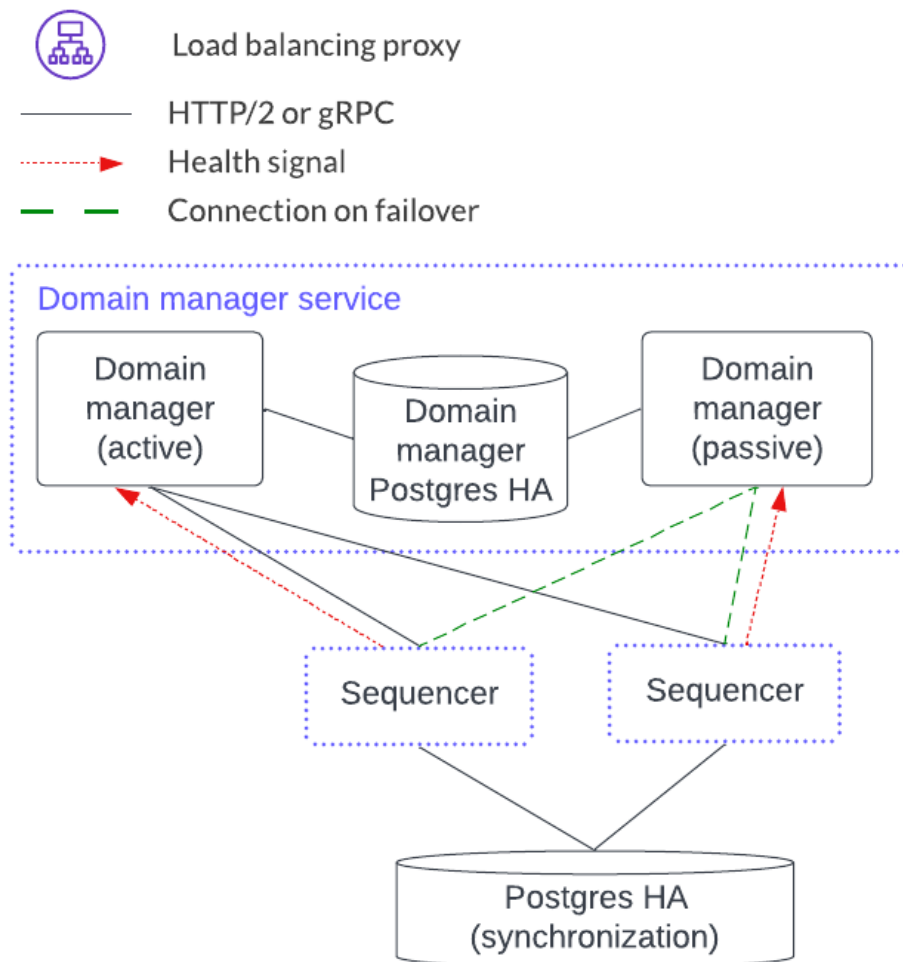 Load balancing proxy
HTTP/2 or gRPC
Health signal
Connection on failover
Domain manager service
Domain
manager
(active)
Domain
manager
Postgres HA
Domain
manager
(passive)
Sequencer
Sequencer
Postgres HA
(synchronization)